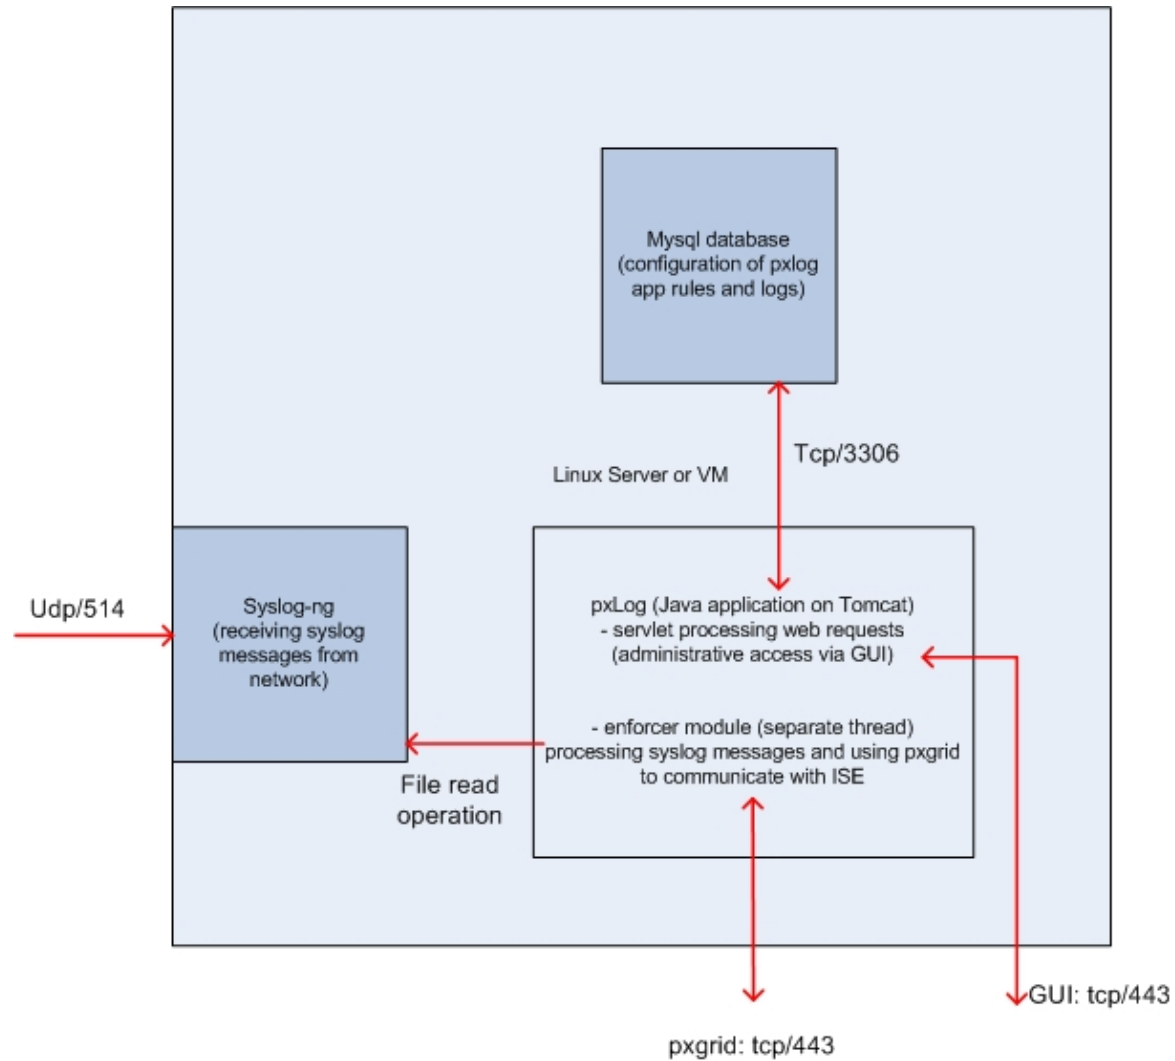 Mysql database
(configuration of pxlog
app rules and logs)
Tcp/3306
Linux Server or VM
Udp/514
Syslog-ng
(receiving syslog
messages from
network)
pxLog (Java application on Tomcat)
- servlet processing web requests
(administrative access via GUI)
- enforcer module (separate thread)
processing syslog messages and using pxgrid
to communicate with ISE
File read
operation
GUI: tcp/443
pxgrid: tcp/443